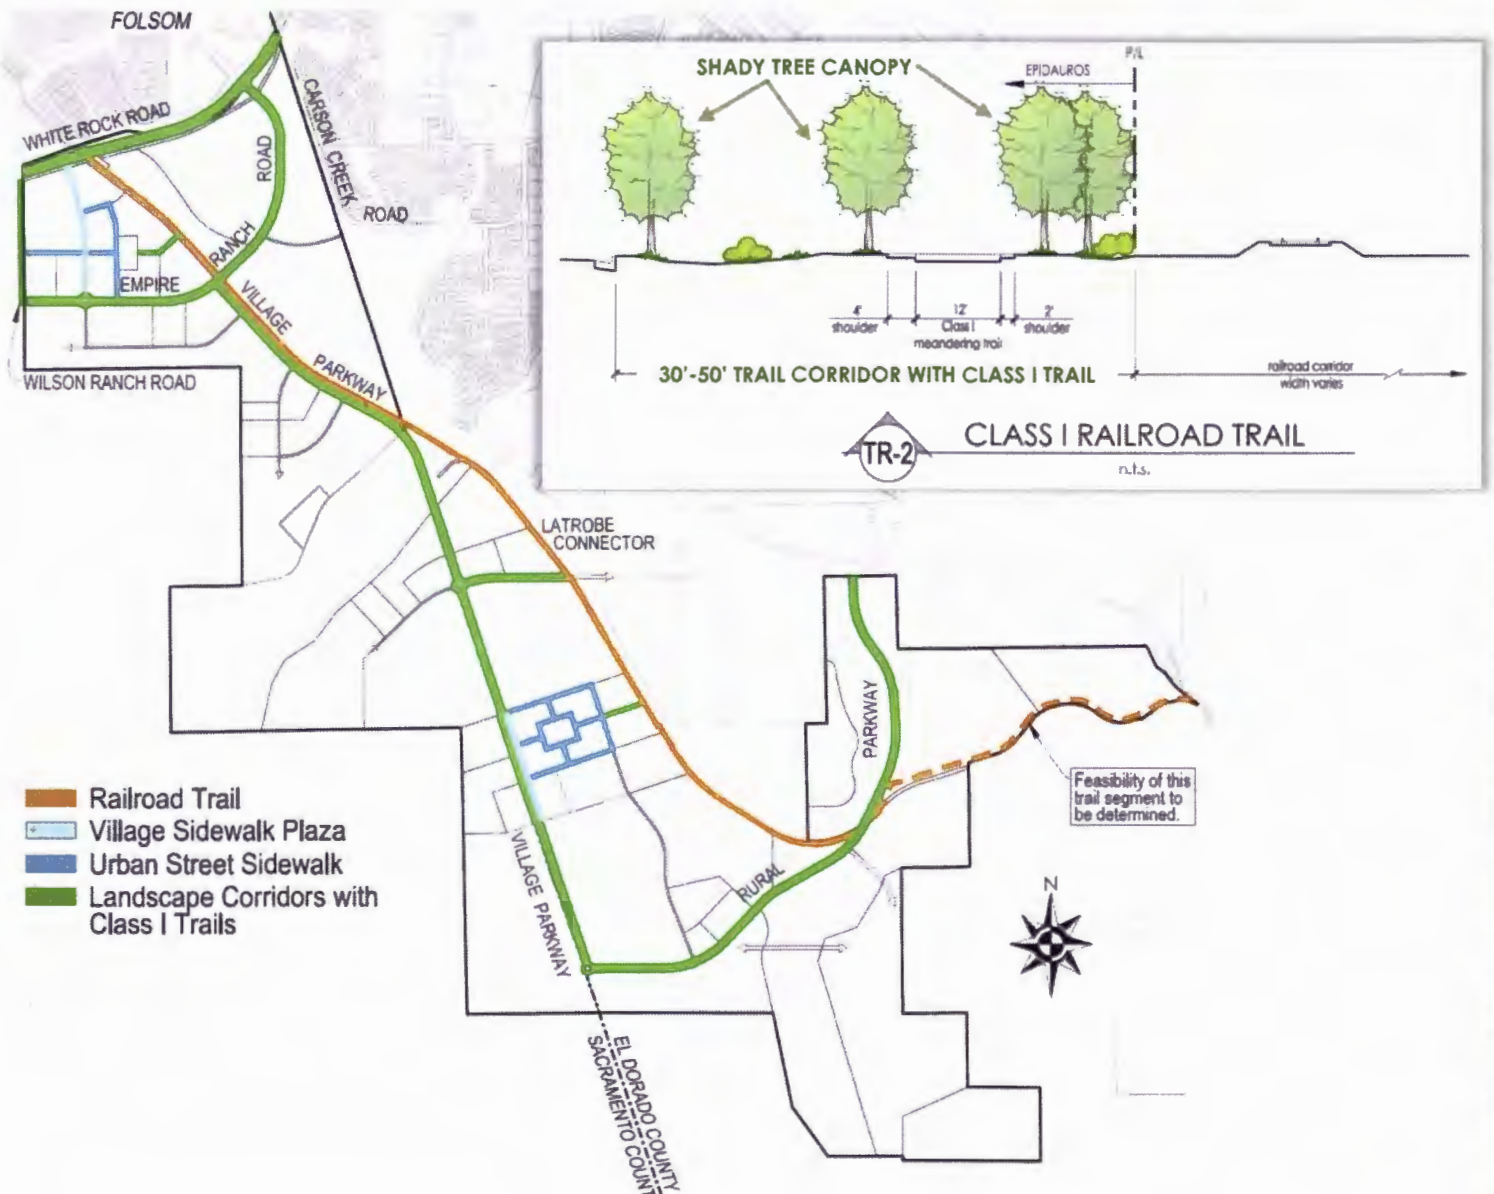 FOLSOM
WHITE ROCK ROAD
CARSON CREEK
ROAD
ROAD
RANCH
EMPIRE
VILLAGE
PARKWAY
WILSON RANCH ROAD
SHADY TREE CANOPY
P/L
EPIDAUROS
4'
shoulder
12'
Class I
meandering trail
2'
shoulder
30'-50' TRAIL CORRIDOR WITH CLASS I TRAIL
railroad corridor
width varies
TR-2
CLASS I RAILROAD TRAIL
n.t.s.
LATROBE
CONNECTOR
PARKWAY
RURAL
VILLAGE PARKWAY
Feasibility of this
trail segment to
be determined.
Railroad Trail
Village Sidewalk Plaza
Urban Street Sidewalk
Landscape Corridors with
Class I Trails
N
EL DORADO COUNTY
SACRAMENTO COUNT